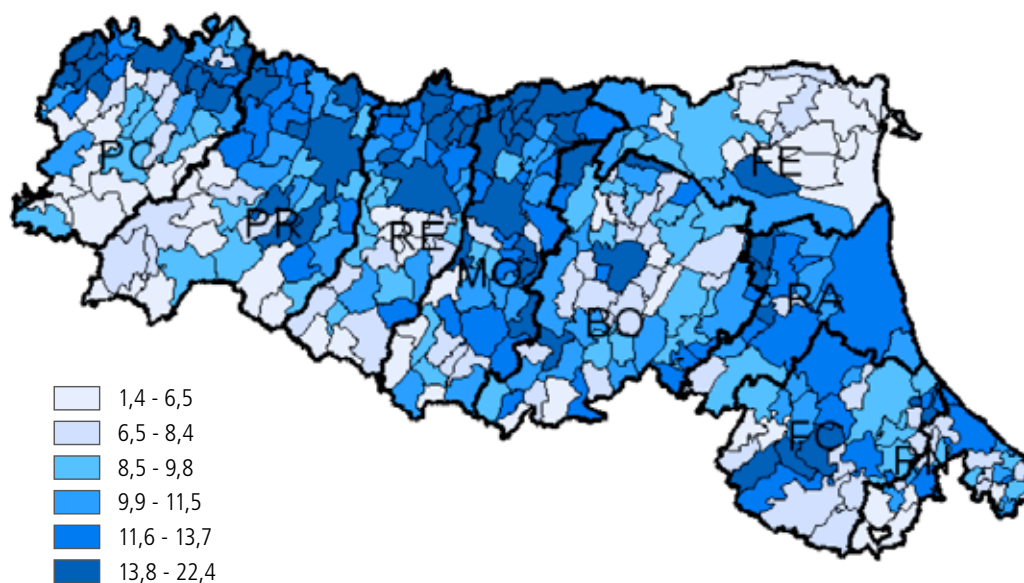 PC
PR
RE
MO
BO
FE
RA
FC
RN
1,4 - 6,5
6,5 - 8,4
8,5 - 9,8
9,9 - 11,5
11,6 - 13,7
13,8 - 22,4